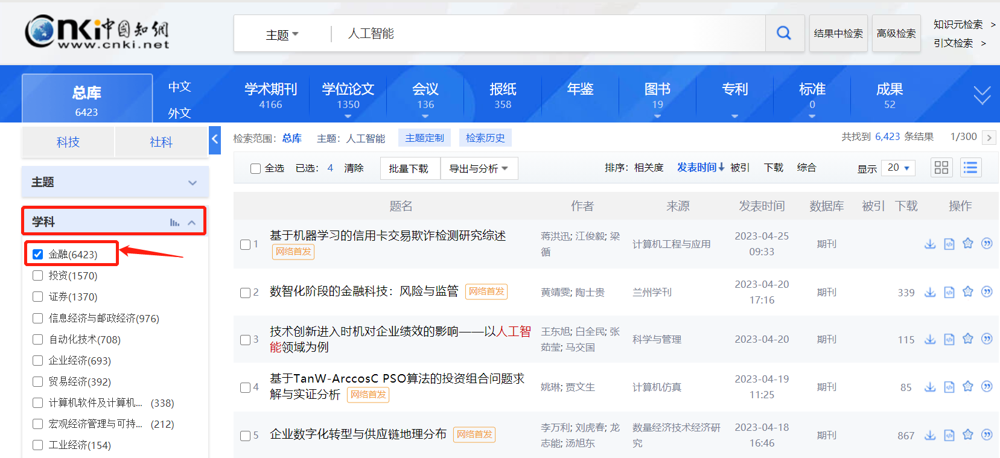 CNKI中国知網
www.cnki.net
主题
人工智能
结果中检索
高级检索
知识元检索 >
引文检索 >
总库
6423
中文
外文
学术期刊
4166
学位论文
1350
会议
136
报纸
358
年鉴
图书
19
专利
标准
0
成果
52
科技
社科
检索范围：总库 主题：人工智能 主题定制 检索历史
共找到 6,423 条结果 1/300 >
全选 已选：4 清除 批量下载 导出与分析
排序：相关度 发表时间↓ 被引 下载 综合 显示 20
主题
学科
金融(6423)
投资(1570)
证券(1370)
信息经济与邮政经济(976)
自动化技术(708)
企业经济(693)
贸易经济(392)
计算机软件及计算机... (338)
宏观经济管理与可持... (212)
工业经济(154)
题名 作者 来源 发表时间 数据库 被引 下载 操作
1 基于机器学习的信用卡交易欺诈检测研究综述
网络首发
蒋洪迅; 江俊毅; 梁
循
计算机工程与应用
2023-04-25
09:33
期刊
2 数智化阶段的金融科技：风险与监管 网络首发
黄靖雯; 陶士贵
兰州学刊
2023-04-20
17:16
期刊
339
3 技术创新进入时机对企业绩效的影响——以人工智
能领域为例
王东旭; 白全民; 张
茹莹; 马交国
科学与管理
2023-04-20
期刊
115
4 基于TanW-ArccosC PSO算法的投资组合问题求
解与实证分析 网络首发
姚琳; 贾文生
计算机仿真
2023-04-19
11:25
期刊
85
5 企业数字化转型与供应链地理分布 网络首发
李万利; 刘虎春; 龙
志能; 汤旭东
数量经济技术经济研
究
2023-04-18
16:46
期刊
867